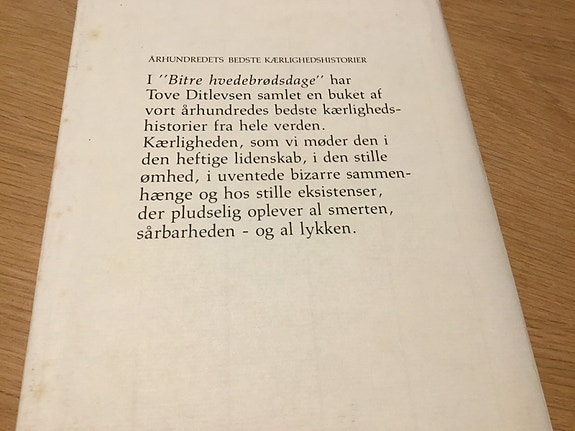 ÅRHUNDREDETS BEDSTE KÆRLIGHEDSHISTORIER
I "Bitre hvedebrødsdage" har
Tove Ditlevsen samlet en buket af
vort århundredes bedste kærligheds-
historier fra hele verden.
Kærligheden, som vi møder den i
den heftige lidenskab, i den stille
ømhed, i uventede bizarre sammen-
hænge og hos stille eksistenser,
der pludselig oplever al smerten,
sårbarheden - og al lykken.